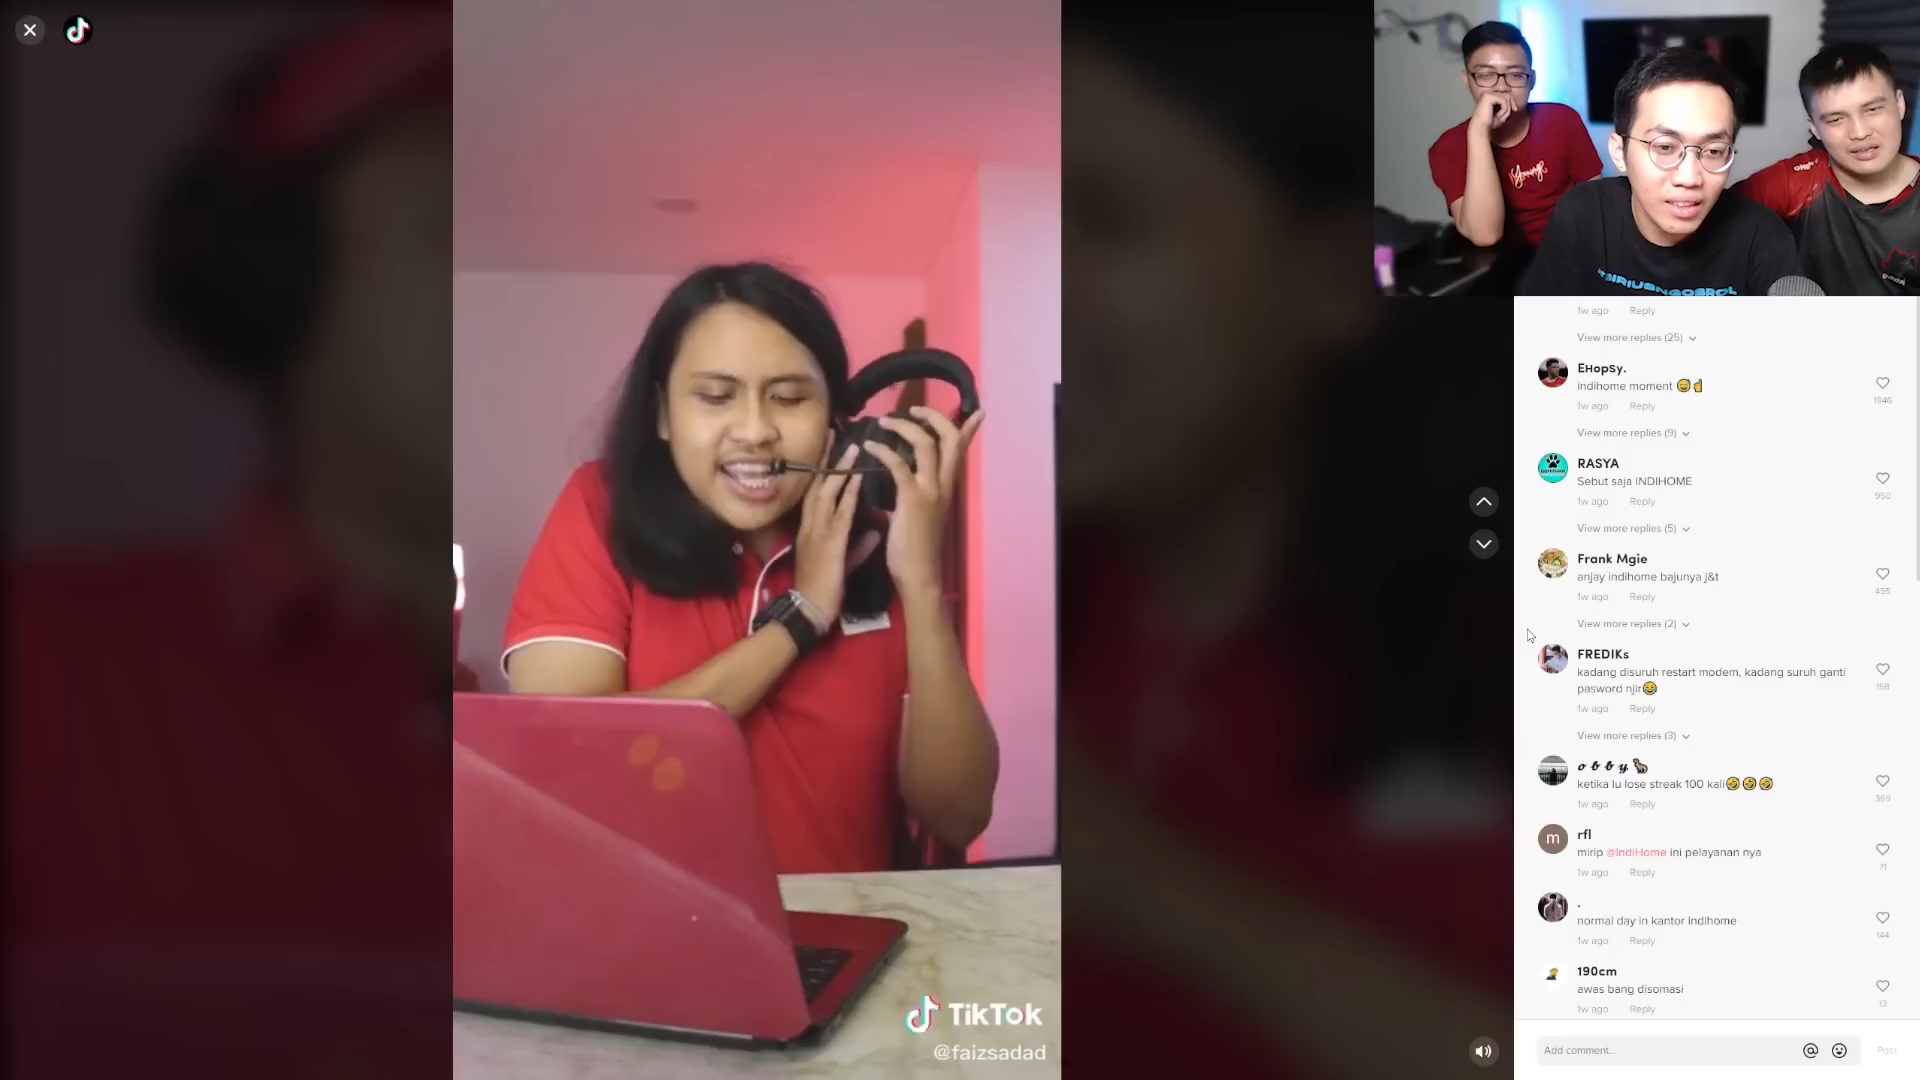 TikTok
@faizsadad
1w ago Reply
View more replies (25)
EHopSy.
indihome moment 😅☝
1846
1w ago Reply
View more replies (9)
RASYA
Sebut saja INDIHOME
950
1w ago Reply
View more replies (5)
Frank Mgie
anjay indihome bajunya j&t
455
1w ago Reply
View more replies (2)
FREDIKs
kadang disuruh restart modem, kadang suruh ganti
pasword njir😂
168
1w ago Reply
View more replies (3)
𝓸 𝓫 𝓫 𝔂 🐕‍🦺
ketika lu lose streak 100 kali🤣🤣🤣
369
1w ago Reply
m
rfl
mirip @IndiHome ini pelayanan nya
71
1w ago Reply
.
normal day in kantor indihome
144
1w ago Reply
190cm
awas bang disomasi
13
1w ago Reply
Add comment...
Post